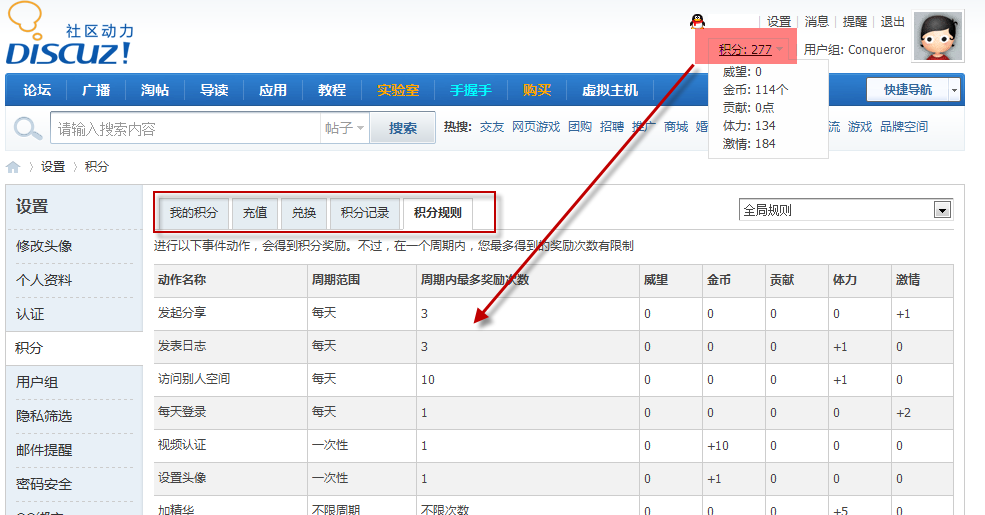 社区动力
DISCUZ!
设置 消息 提醒 退出
积分: 277 用户组: Conqueror
威望: 0
金币: 114个
贡献: 0点
体力: 134
激情: 184
论坛 广播 淘帖 导读 应用 教程 实验室 手握手 购买 虚拟主机 快捷导航
请输入搜索内容 帖子 搜索 热搜: 交友 网页游戏 团购 招聘 推广 商城 婚 流 游戏 品牌空间
设置 积分
设置
修改头像
个人资料
认证
积分
用户组
隐私筛选
邮件提醒
密码安全
我的积分 充值 兑换 积分记录 积分规则 全局规则
进行以下事件动作，会得到积分奖励。不过，在一个周期内，您最多得到的奖励次数有限制
动作名称 周期范围 周期内最多奖励次数 威望 金币 贡献 体力 激情
发起分享 每天 3 0 0 0 0 +1
发表日志 每天 3 0 0 0 +1 0
访问别人空间 每天 10 0 0 0 +1 0
每天登录 每天 1 0 0 0 0 +2
视频认证 一次性 1 0 +10 0 0 0
设置头像 一次性 1 0 +1 0 0 0
加精华 不限周期 不限次数 0 0 0 +5 0